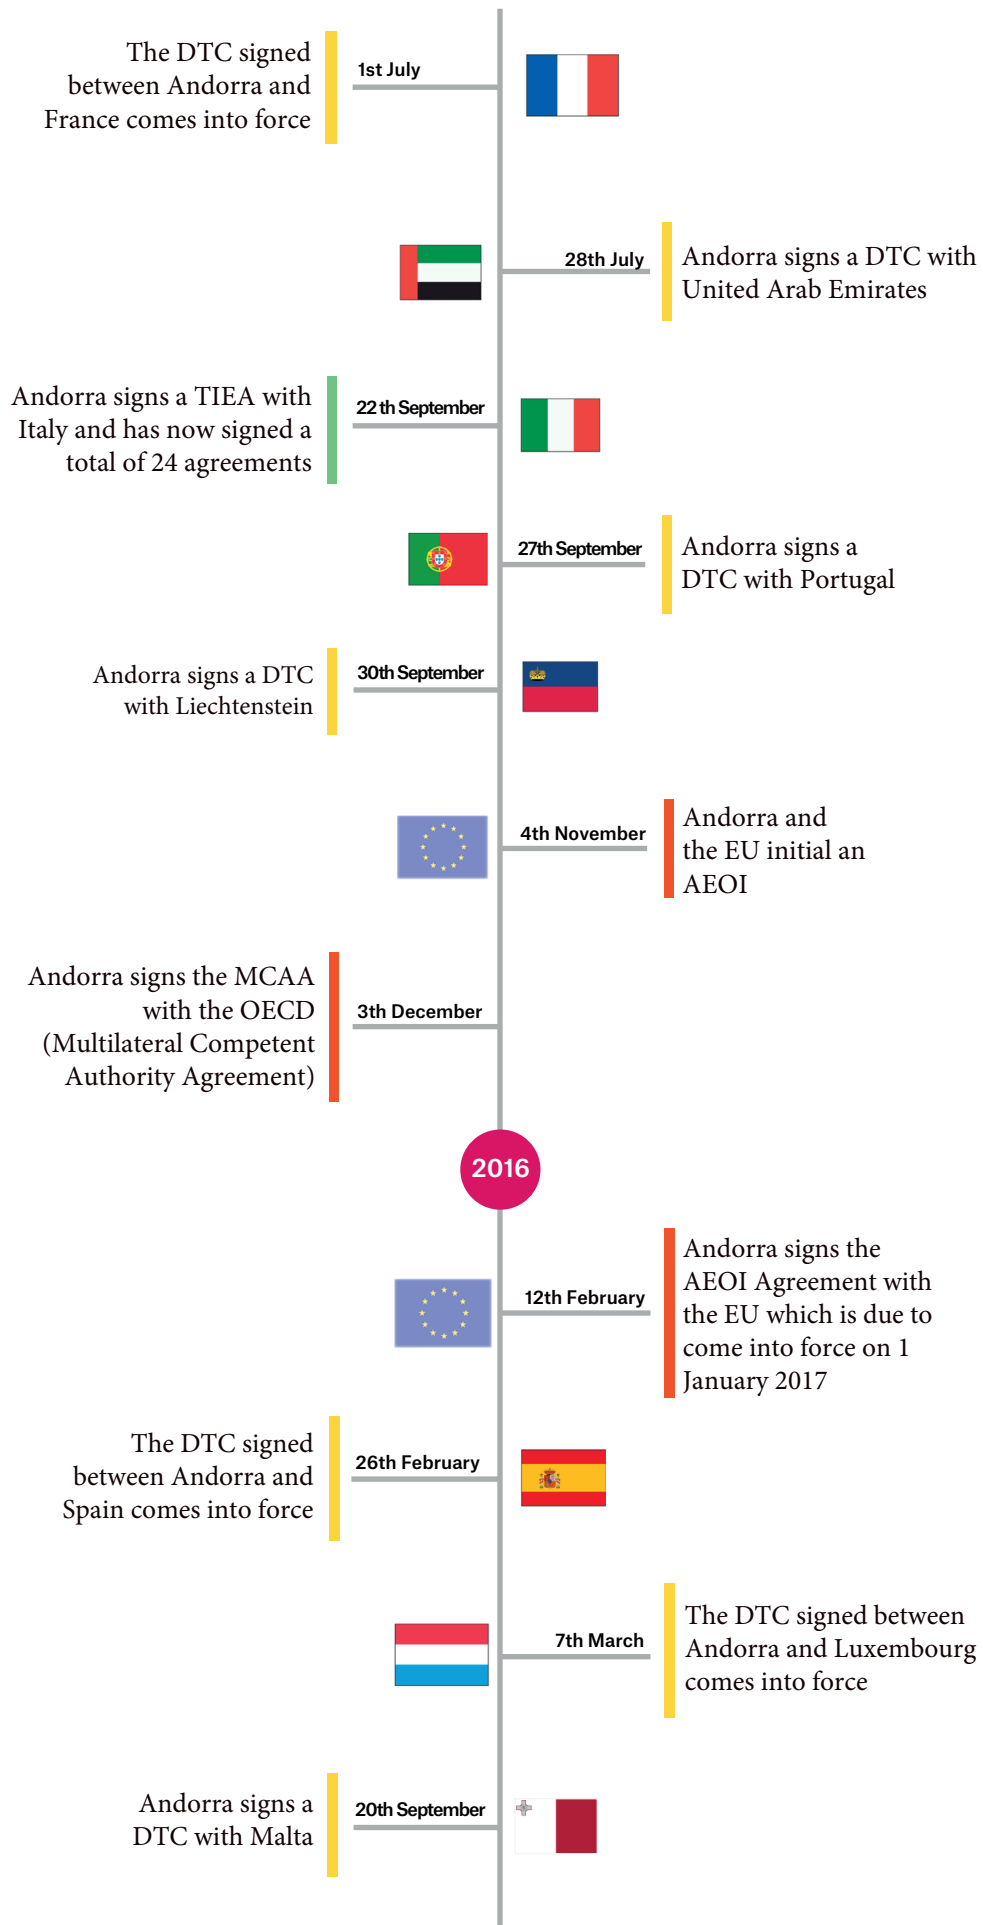 The DTC signed
between Andorra and
France comes into force
1st July
28th July
Andorra signs a DTC with
United Arab Emirates
Andorra signs a TIEA with
Italy and has now signed a
total of 24 agreements
22 th September
27th September
Andorra signs a
DTC with Portugal
Andorra signs a DTC
with Liechtenstein
30th September
4th November
Andorra and
the EU initial an
AEOI
Andorra signs the MCAA
with the OECD
(Multilateral Competent
Authority Agreement)
3th December
2016
12th February
Andorra signs the
AEOI Agreement with
the EU which is due to
come into force on 1
January 2017
The DTC signed
between Andorra and
Spain comes into force
26th February
7th March
The DTC signed between
Andorra and Luxembourg
comes into force
Andorra signs a
DTC with Malta
20th September